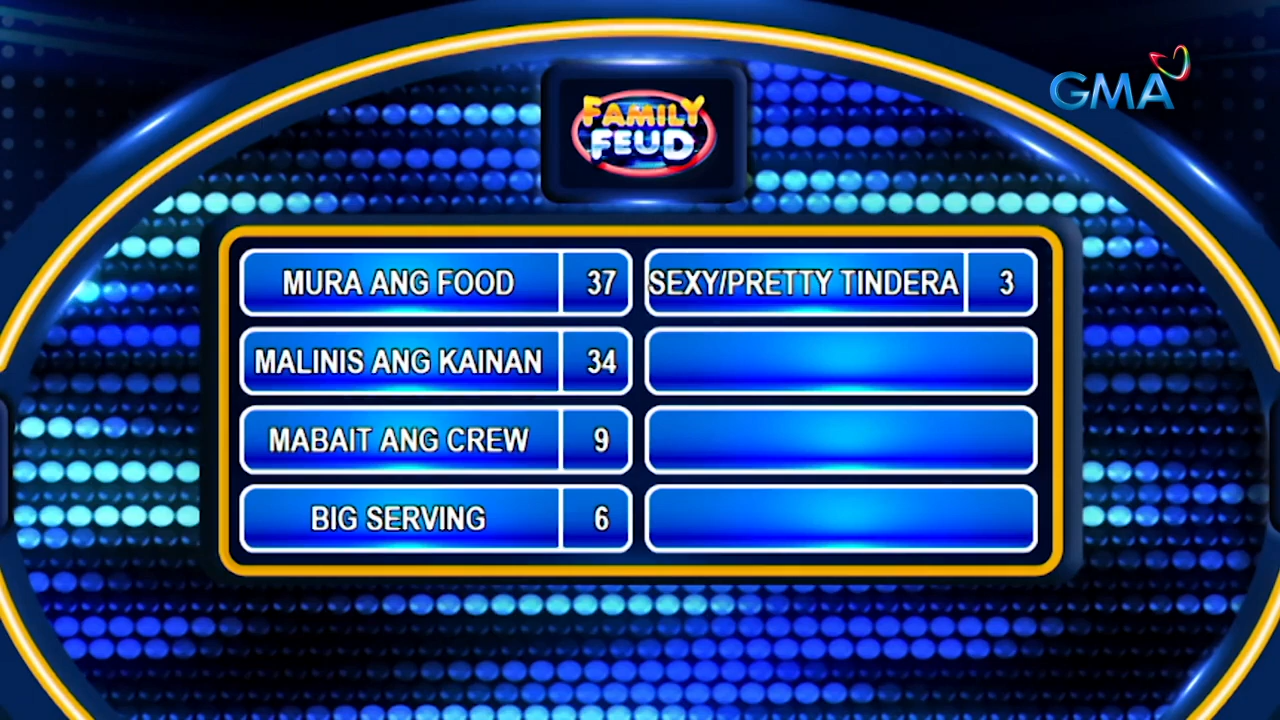 GMA
FAMILY
FEUD
MURA ANG FOOD 37
MALINIS ANG KAINAN 34
MABAIT ANG CREW 9
BIG SERVING 6
SEXY/PRETTY TINDERA 3